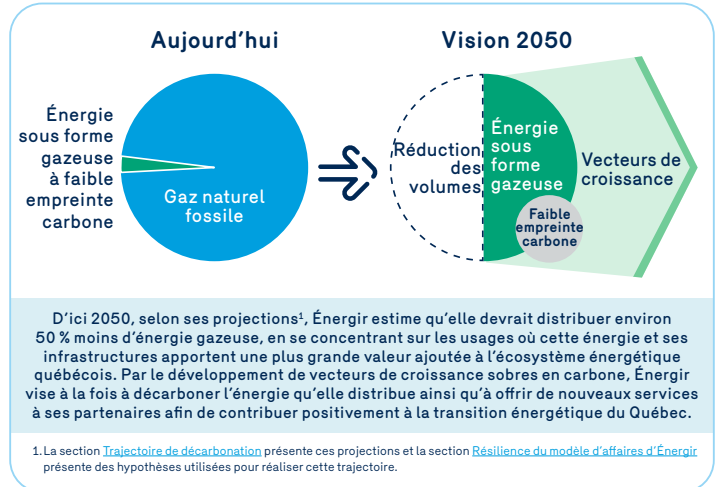 Aujourd'hui
Énergie
sous forme
gazeuse
à faible
empreinte
carbone
Gaz naturel
fossile
Vision 2050
Réduction
des
volumes
Énergie
sous
forme
gazeuse
Faible
empreinte
carbone
Vecteurs de
croissance
D'ici 2050, selon ses projections¹, Énergir estime qu'elle devrait distribuer environ
50 % moins d'énergie gazeuse, en se concentrant sur les usages où cette énergie et ses
infrastructures apportent une plus grande valeur ajoutée à l'écosystème énergétique
québécois. Par le développement de vecteurs de croissance sobres en carbone, Énergir
vise à la fois à décarboner l'énergie qu'elle distribue ainsi qu'à offrir de nouveaux services
à ses partenaires afin de contribuer positivement à la transition énergétique du Québec.
1. La section Trajectoire de décarbonation présente ces projections et la section Résilience du modèle d'affaires d'Énergir
présente des hypothèses utilisées pour réaliser cette trajectoire.